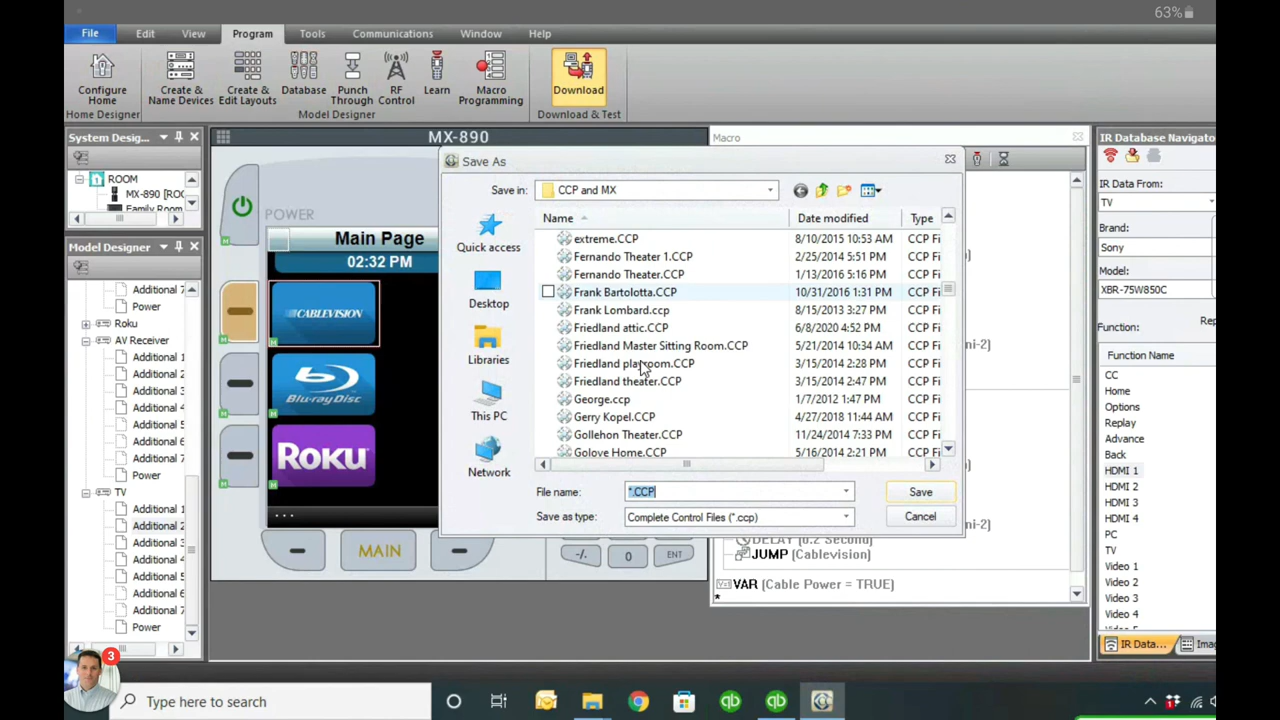 63%
File Edit View Program Tools Communications Window Help
Configure Home
Create & Name Devices
Create & Edit Layouts
Database
Punch Through
RF Control
Learn
Macro Programming
Download
Home Designer
Model Designer
Download & Test
System Desig...
ROOM
MX-890 [ROO
Family Room
Model Designer
Additional 7
Power
Roku
AV Receiver
Additional 1
Additional 2
Additional 3
Additional 4
Additional 5
Additional 6
Additional 7
Power
TV
Additional 1
Additional 2
Additional 3
Additional 4
Additional 5
Additional 6
Additional 7
Power
MX-890
POWER
Main Page
02:32 PM
CABLEVISION
Blu-ray Disc
Roku
...
MAIN
-/.
0
ENT
Macro
Save As
Save in: CCP and MX
Quick access
Desktop
Libraries
This PC
Network
Name Date modified Type
extreme.CCP 8/10/2015 10:53 AM CCP Fi
Fernando Theater 1.CCP 2/25/2014 5:51 PM CCP Fi
Fernando Theater.CCP 1/13/2016 5:16 PM CCP Fi
Frank Bartolotta.CCP 10/31/2016 1:31 PM CCP Fi
Frank Lombard.ccp 8/15/2013 3:27 PM CCP Fi
Friedland attic.CCP 6/8/2020 4:52 PM CCP Fi
Friedland Master Sitting Room.CCP 5/21/2014 10:34 AM CCP Fi
Friedland playroom.CCP 3/15/2014 2:28 PM CCP Fi
Friedland theater.CCP 3/15/2014 2:47 PM CCP Fi
George.ccp 1/7/2012 1:47 PM CCP Fi
Gerry Kopel.CCP 4/27/2018 11:44 AM CCP Fi
Gollehon Theater.CCP 11/24/2014 7:33 PM CCP Fi
Golove Home.CCP 5/16/2014 2:21 PM CCP Fi
File name: *.CCP Save
Save as type: Complete Control Files (*.ccp) Cancel
ni-2)
ni-2)
DELAY (0.2 Second)
JUMP (Cablevision)
VAR (Cable Power = TRUE)
*
IR Database Navigato
IR Data From:
TV
Brand:
Sony
Model:
XBR-75W850C
Function: Rep
Function Name
CC
Home
Options
Replay
Advance
Back
HDMI 1
HDMI 2
HDMI 3
HDMI 4
PC
TV
Video 1
Video 2
Video 3
Video 4
IR Data... Imag
3
Type here to search